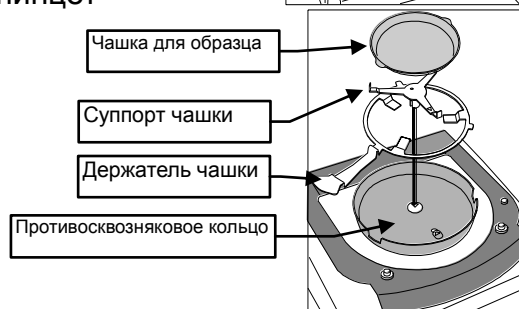 Чашка для образца
Суппорт чашки
Держатель чашки
Противосквозняковое кольцо